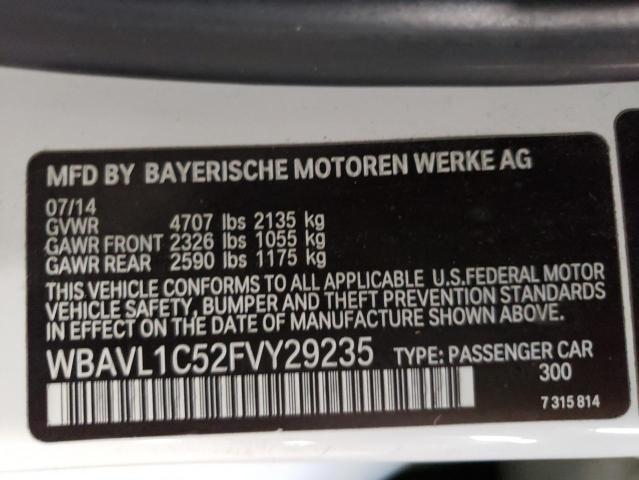 MFD BY BAYERISCHE MOTOREN WERKE AG
07/14
GVWR 4707 lbs 2135 kg
GAWR FRONT 2326 lbs 1055 kg
GAWR REAR 2590 lbs 1175 kg
THIS VEHICLE CONFORMS TO ALL APPLICABLE U.S.FEDERAL MOTOR
VEHICLE SAFETY, BUMPER AND THEFT PREVENTION STANDARDS
IN EFFECT ON THE DATE OF MANUFACTURE SHOWN ABOVE.
WBAVL1C52FVY29235 TYPE: PASSENGER CAR
300
7 315 814